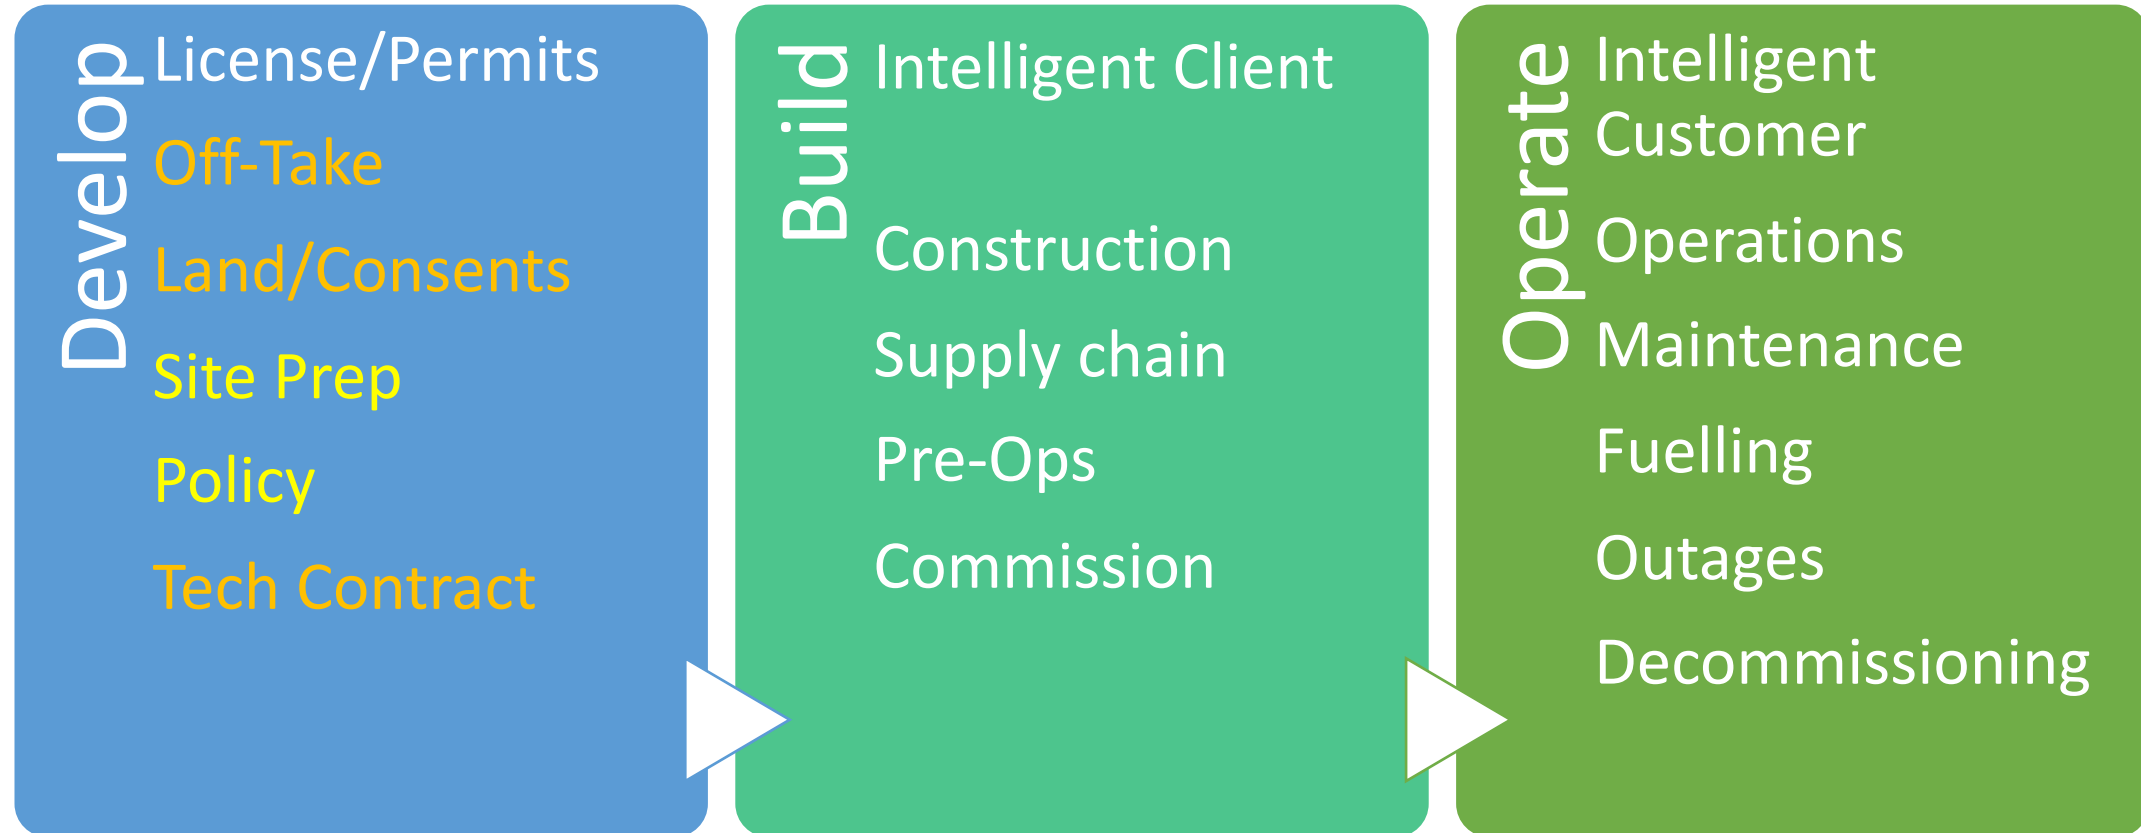 Develop
License/Permits
Off-Take
Land/Consents
Site Prep
Policy
Tech Contract
Build
Intelligent Client
Construction
Supply chain
Pre-Ops
Commission
Operate
Intelligent
Customer
Operations
Maintenance
Fuelling
Outages
Decommissioning